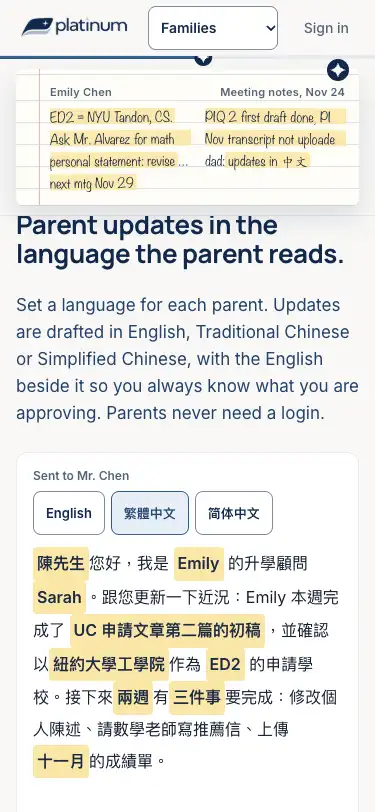 platinum
Families
Sign in
Emily Chen
Meeting notes, Nov 24
ED2 = NYU Tandon, CS.
PIQ 2 first draft done, PI
Ask Mr. Alvarez for math
Nov transcript not uploade
personal statement: revise ...
dad: updates in 中文
next mtg Nov 29
Parent updates in the
language the parent reads.
Set a language for each parent. Updates
are drafted in English, Traditional Chinese
or Simplified Chinese, with the English
beside it so you always know what you are
approving. Parents never need a login.
Sent to Mr. Chen
English
繁體中文
简体中文
陳先生您好，我是 Emily 的升學顧問
Sarah。跟您更新一下近況：Emily 本週完
成了 UC 申請文章第二篇的初稿，並確認
以紐約大學工學院作為 ED2 的申請學
校。接下來兩週有三件事要完成：修改個
人陳述、請數學老師寫推薦信、上傳
十一月的成績單。